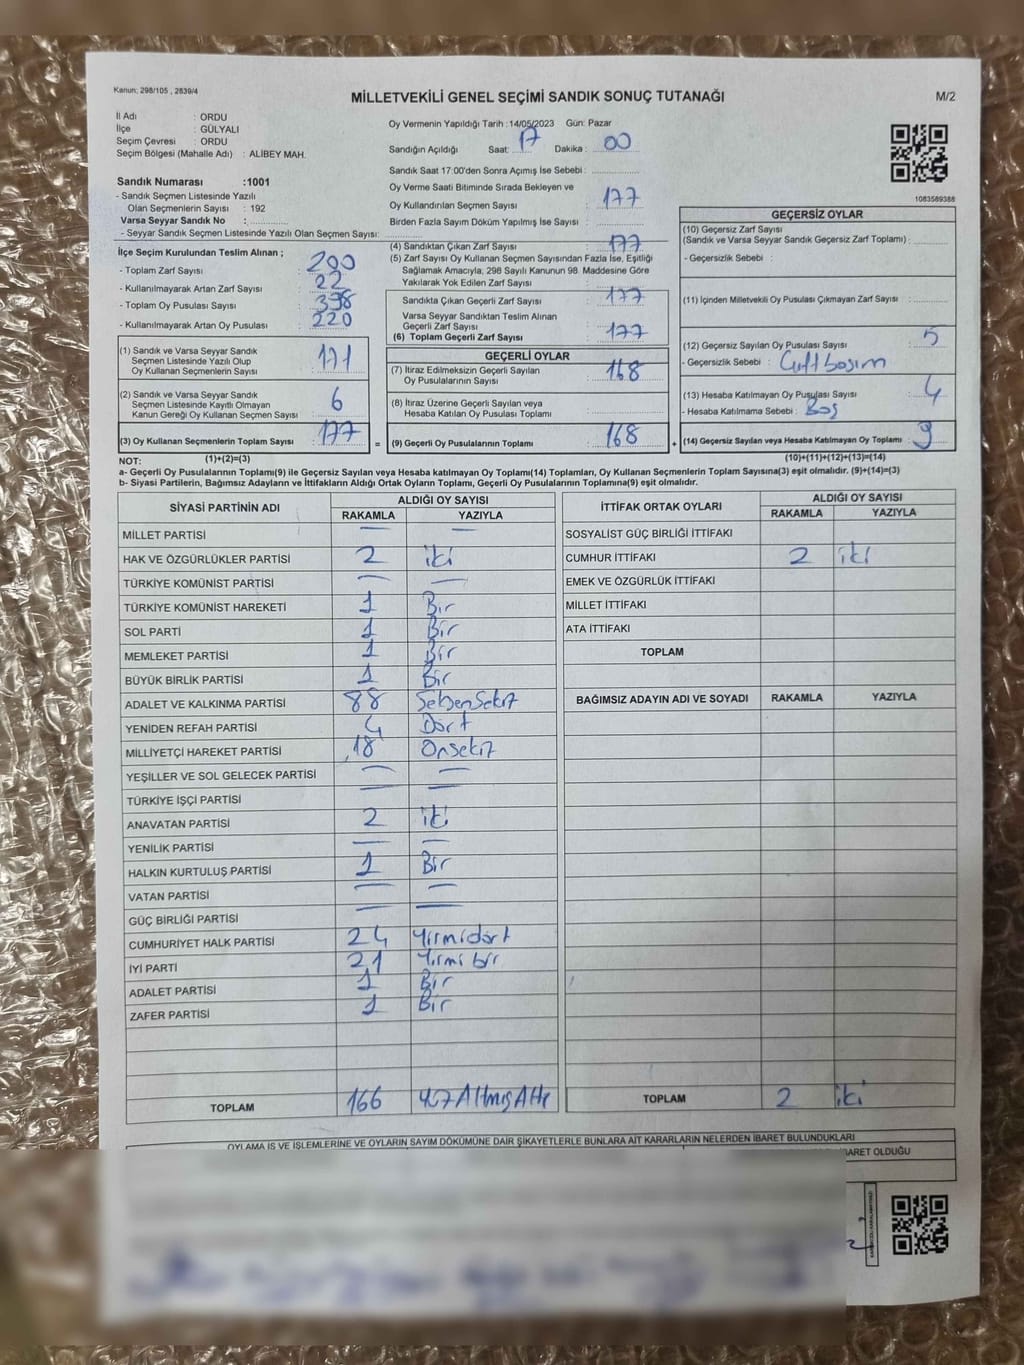 Kanun: 298/105 , 2839/4
MİLLETVEKİLİ GENEL SEÇİMİ SANDIK SONUÇ TUTANAĞI
M/2
İl Adı : ORDU
İlçe : GÜLYALI
Seçim Çevresi : ORDU
Seçim Bölgesi (Mahalle Adı) : ALİBEY MAH.
Sandık Numarası :1001
- Sandık Seçmen Listesinde Yazılı
Olan Seçmenlerin Sayısı : 192
Varsa Seyyar Sandık No :
- Seyyar Sandık Seçmen Listesinde Yazılı Olan Seçmen Sayısı:
Oy Vermenin Yapıldığı Tarih :14/05/2023 Gün: Pazar
Sandığın Açıldığı Saat: 17 Dakika : 00
Sandık Saat 17:00'den Sonra Açımış İse Sebebi :
Oy Verme Saati Bitiminde Sırada Bekleyen ve
Oy Kullandırılan Seçmen Sayısı : 177
Birden Fazla Sayım Döküm Yapılmış İse Sayısı :
1083589388
İlçe Seçim Kurulundan Teslim Alınan ;
- Toplam Zarf Sayısı : 200
- Kullanılmayarak Artan Zarf Sayısı : 22
- Toplam Oy Pusulası Sayısı : 398
- Kullanılmayarak Artan Oy Pusulası : 220
(1) Sandık ve Varsa Seyyar Sandık
Seçmen Listesinde Yazılı Olup
Oy Kullanan Seçmenlerin Sayısı : 171
(2) Sandık ve Varsa Seyyar Sandık
Seçmen Listesinde Kayıtlı Olmayan
Kanun Gereği Oy Kullanan Seçmen Sayısı : 6
(3) Oy Kullanan Seçmenlerin Toplam Sayısı : 177
(1)+(2)=(3)
(4) Sandıktan Çıkan Zarf Sayısı : 177
(5) Zarf Sayısı Oy Kullanan Seçmen Sayısından Fazla İse, Eşitliği
Sağlamak Amacıyla, 298 Sayılı Kanunun 98. Maddesine Göre
Yakılarak Yok Edilen Zarf Sayısı :
Sandıkta Çıkan Geçerli Zarf Sayısı : 177
Varsa Seyyar Sandıktan Teslim Alınan
Geçerli Zarf Sayısı :
(6) Toplam Geçerli Zarf Sayısı : 177
GEÇERLİ OYLAR
(7) İtiraz Edilmeksizin Geçerli Sayılan
Oy Pusulalarının Sayısı : 168
(8) İtiraz Üzerine Geçerli Sayılan veya
Hesaba Katılan Oy Pusulası Toplamı :
= (9) Geçerli Oy Pusulalarının Toplamı : 168 +
GEÇERSİZ OYLAR
(10) Geçersiz Zarf Sayısı
(Sandık ve Varsa Seyyar Sandık Geçersiz Zarf Toplamı) :
- Geçersizlik Sebebi :
(11) İçinden Milletvekili Oy Pusulası Çıkmayan Zarf Sayısı :
(12) Geçersiz Sayılan Oy Pusulası Sayısı : 5
- Geçersizlik Sebebi : Çift basım
(13) Hesaba Katılmayan Oy Pusulası Sayısı : 4
- Hesaba Katılmama Sebebi : Boş
(14) Geçersiz Sayılan veya Hesaba Katılmayan Oy Toplamı : 9
(10)+(11)+(12)+(13)=(14)
NOT:
a- Geçerli Oy Pusulalarının Toplamı(9) ile Geçersiz Sayılan veya Hesaba katılmayan Oy Toplamı(14) Toplamları, Oy Kullanan Seçmenlerin Toplam Sayısına(3) eşit olmalıdır. (9)+(14)=(3)
b- Siyasi Partilerin, Bağımsız Adayların ve İttifakların Aldığı Ortak Oyların Toplamı, Geçerli Oy Pusulalarının Toplamına(9) eşit olmalıdır.
SİYASİ PARTİNİN ADI ALDIĞI OY SAYISI
RAKAMLA YAZIYLA
MİLLET PARTİSI — —
HAK VE ÖZGÜRLÜKLER PARTİSİ 2 iki
TÜRKİYE KOMÜNİST PARTİSİ — —
TÜRKİYE KOMÜNİST HAREKETİ 1 Bir
SOL PARTİ 1 Bir
MEMLEKET PARTİSİ 1 Bir
BÜYÜK BİRLİK PARTİSİ 1 Bir
ADALET VE KALKINMA PARTİSİ 88 SeksenSekiz
YENİDEN REFAH PARTİSİ 4 Dört
MİLLİYETÇİ HAREKET PARTİSİ 18 Onsekiz
YEŞİLLER VE SOL GELECEK PARTİSİ — —
TÜRKİYE İŞÇİ PARTİSİ — —
ANAVATAN PARTİSİ 2 iki
YENİLİK PARTİSİ — —
HALKIN KURTULUŞ PARTİSİ 1 Bir
VATAN PARTİSİ — —
GÜÇ BİRLİĞİ PARTİSİ — —
CUMHURİYET HALK PARTİSİ 24 Yirmidört
İYİ PARTİ 21 Yirmi bir
ADALET PARTİSİ 1 Bir
ZAFER PARTİSİ 1 Bir
TOPLAM 166 YüzAltmışAltı
İTTİFAK ORTAK OYLARI ALDIĞI OY SAYISI
RAKAMLA YAZIYLA
SOSYALİST GÜÇ BİRLİĞİ İTTİFAKI
CUMHUR İTTİFAKI 2 iki
EMEK VE ÖZGÜRLÜK İTTİFAKI
MİLLET İTTİFAKI
ATA İTTİFAKI
TOPLAM
BAĞIMSIZ ADAYIN ADI VE SOYADI RAKAMLA YAZIYLA
TOPLAM 2 iki
OYLAMA İŞ VE İŞLEMLERİNE VE OYLARIN SAYIM DÖKÜMÜNE DAİR ŞİKAYETLERLE BUNLARA AİT KARARLARIN NELERDEN İBARET BULUNDUKLARI
İBARET OLDUĞU